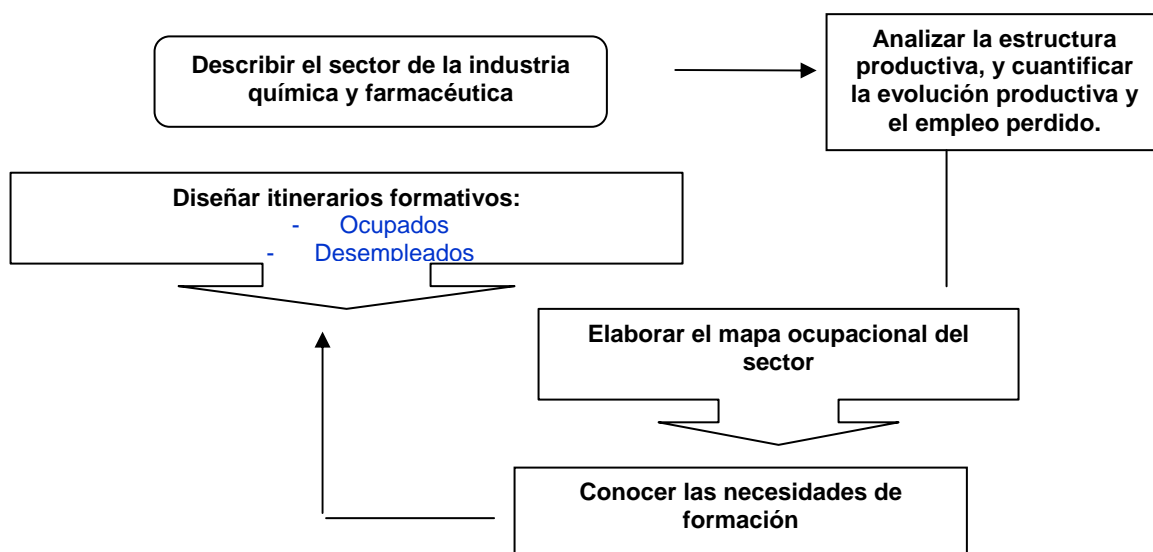 Describir el sector de la industria
química y farmacéutica
Analizar la estructura
productiva, y cuantificar
la evolución productiva y
el empleo perdido.
Diseñar itinerarios formativos:
- Ocupados
- Desempleados
Elaborar el mapa ocupacional del
sector
Conocer las necesidades de
formación